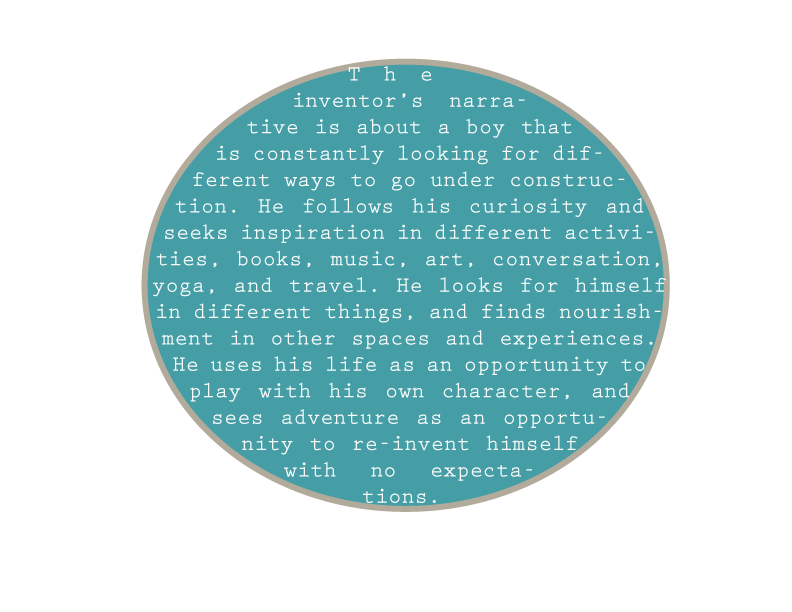 The
inventor's narra-
tive is about a boy that
is constantly looking for dif-
ferent ways to go under construc-
tion. He follows his curiosity and
seeks inspiration in different activi-
ties, books, music, art, conversation,
yoga, and travel. He looks for himself
in different things, and finds nourish-
ment in other spaces and experiences.
He uses his life as an opportunity to
play with his own character, and
sees adventure as an opportu-
nity to re-invent himself
with no expecta-
tions.